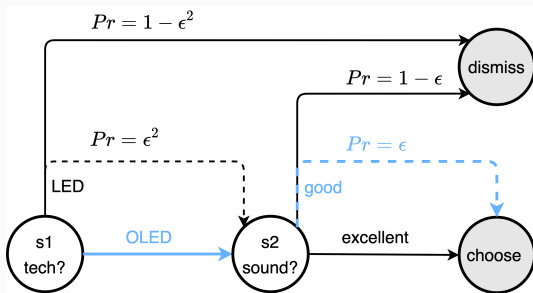 Pr = 1 − ϵ²
dismiss
Pr = 1 − ϵ
Pr = ϵ²
Pr = ϵ
LED
good
s1
tech?
OLED
s2
sound?
excellent
choose